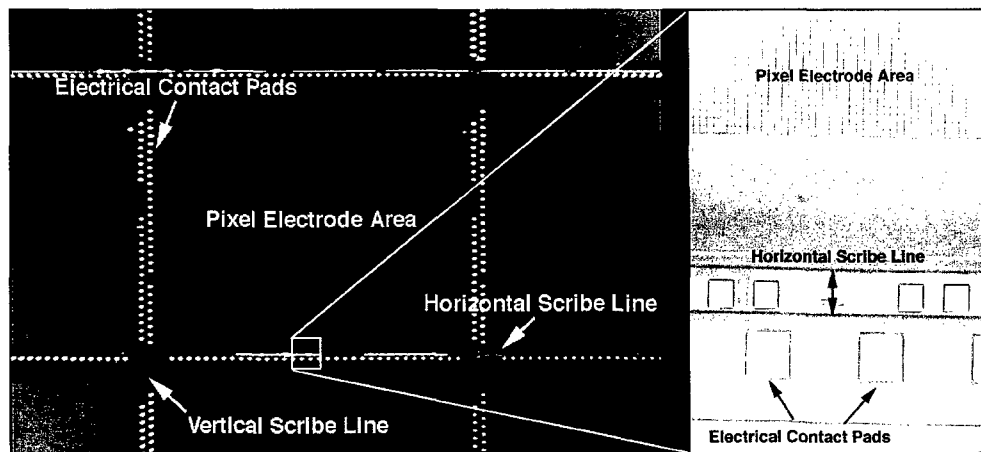 Electrical Contact Pads
Pixel Electrode Area
Horizontal Scribe Line
Vertical Scribe Line
Pixel Electrode Area
Horizontal Scribe Line
Electrical Contact Pads